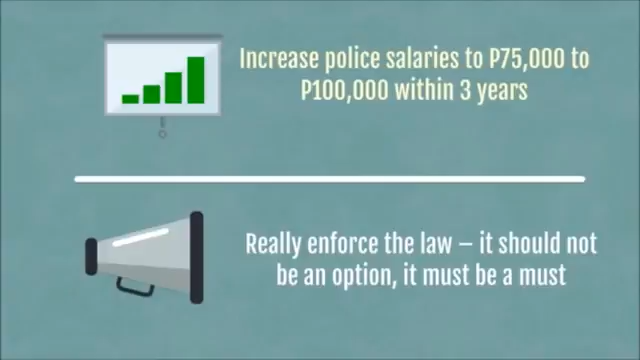 Increase police salaries to P75,000 to
P100,000 within 3 years
Really enforce the law – it should not
be an option, it must be a must